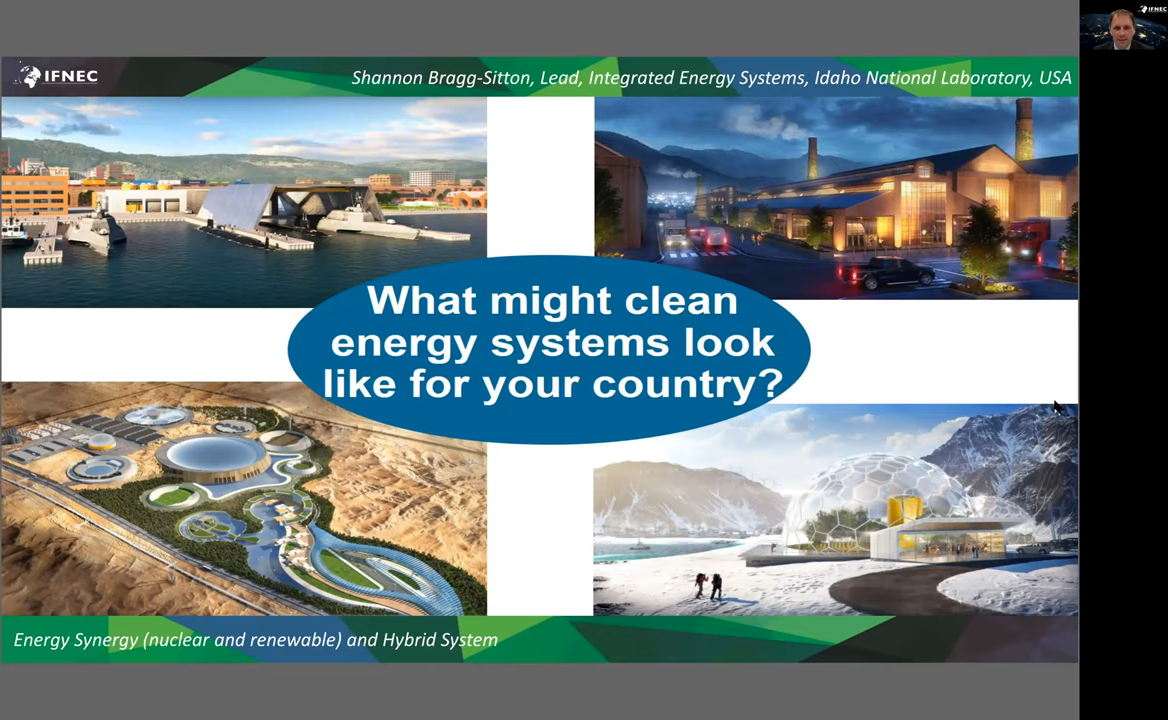 IFNEC
Shannon Bragg-Sitton, Lead, Integrated Energy Systems, Idaho National Laboratory, USA
IFNEC
What might clean
energy systems look
like for your country?
Energy Synergy (nuclear and renewable) and Hybrid System